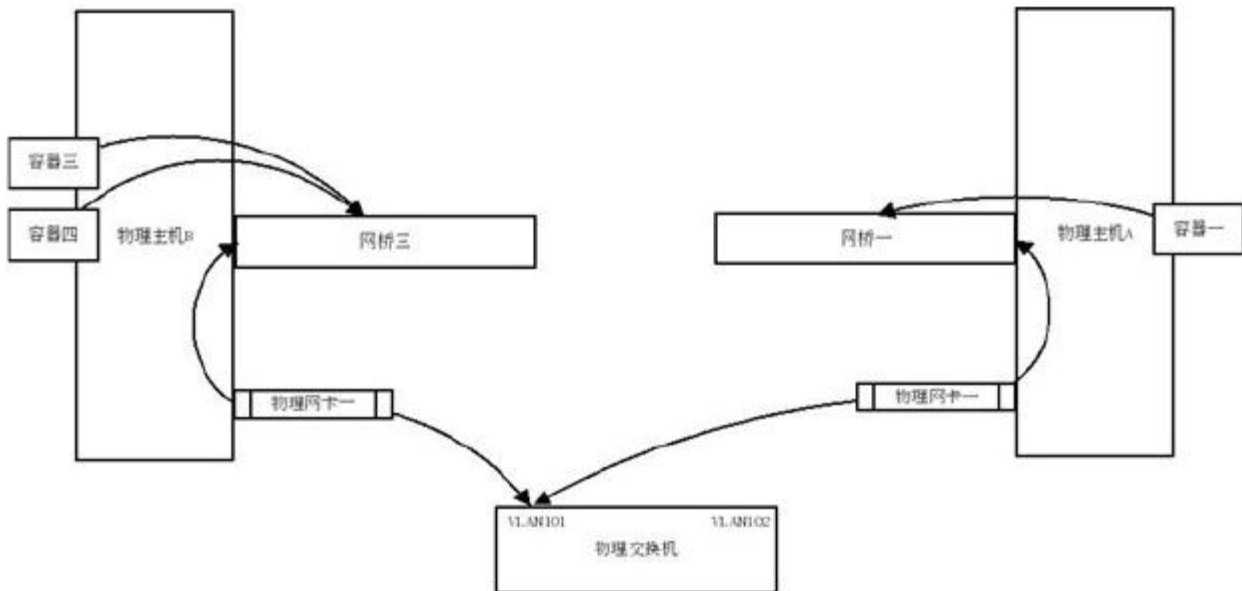 容器三
容器四
物理主机B
网桥三
网桥一
物理主机A
容器一
物理网卡一
物理网卡一
VLAN101
VLAN102
物理交换机